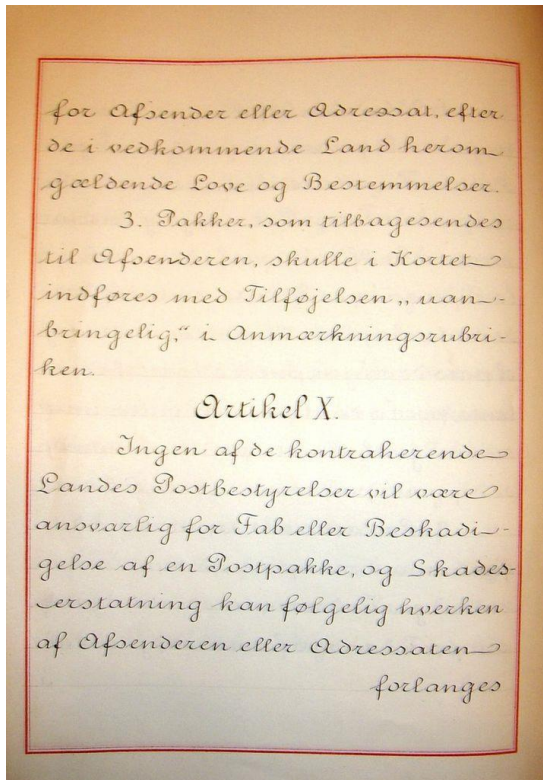 for Afsender eller Adressat, efter
de i vedkommende Land herom
gældende Love og Bestemmelser.
3. Pakker, som tilbagesendes
til Afsenderen, skulle i Kortet
indføres med Tilføjelsen „uan-
bringelig,“ i Anmærkningsrubri-
ken.
Artikel X.
Ingen af de kontraherende
Landes Postbestyrelser vil være
ansvarlig for Tab eller Beskadi-
gelse af en Postpakke, og Skades-
erstatning kan følgelig hverken
af Afsenderen eller Adressaten
forlanges